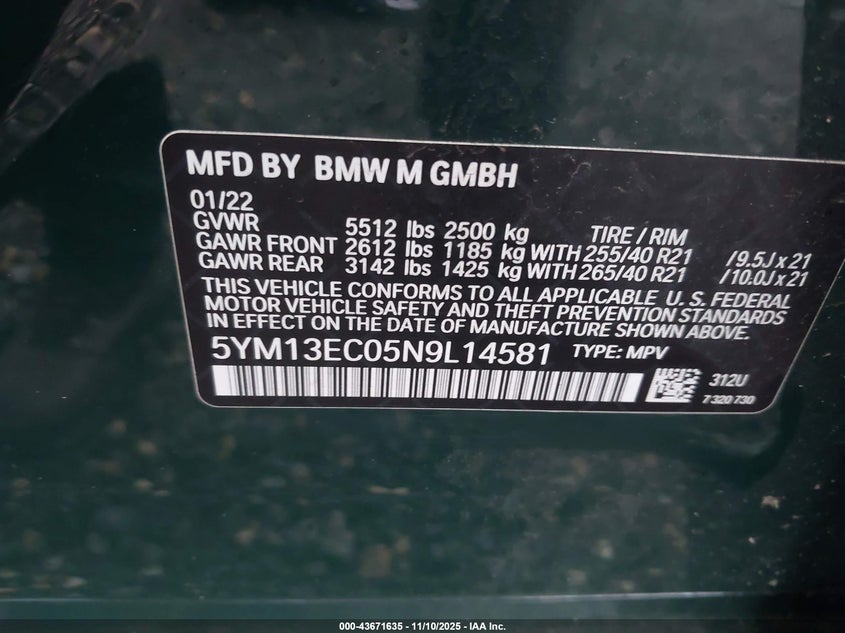 MFD BY BMW M GMBH
01/22
GVWR 5512 lbs 2500 kg TIRE / RIM
GAWR FRONT 2612 lbs 1185 kg WITH 255/40 R21 / 9.5J x 21
GAWR REAR 3142 lbs 1425 kg WITH 265/40 R21 / 10.0J x 21
THIS VEHICLE CONFORMS TO ALL APPLICABLE U. S. FEDERAL
MOTOR VEHICLE SAFETY AND THEFT PREVENTION STANDARDS
IN EFFECT ON THE DATE OF MANUFACTURE SHOWN ABOVE.
5YM13EC05N9L14581 TYPE: MPV
312U
7 320 730
000-43671635 - 11/10/2025 - IAA Inc.